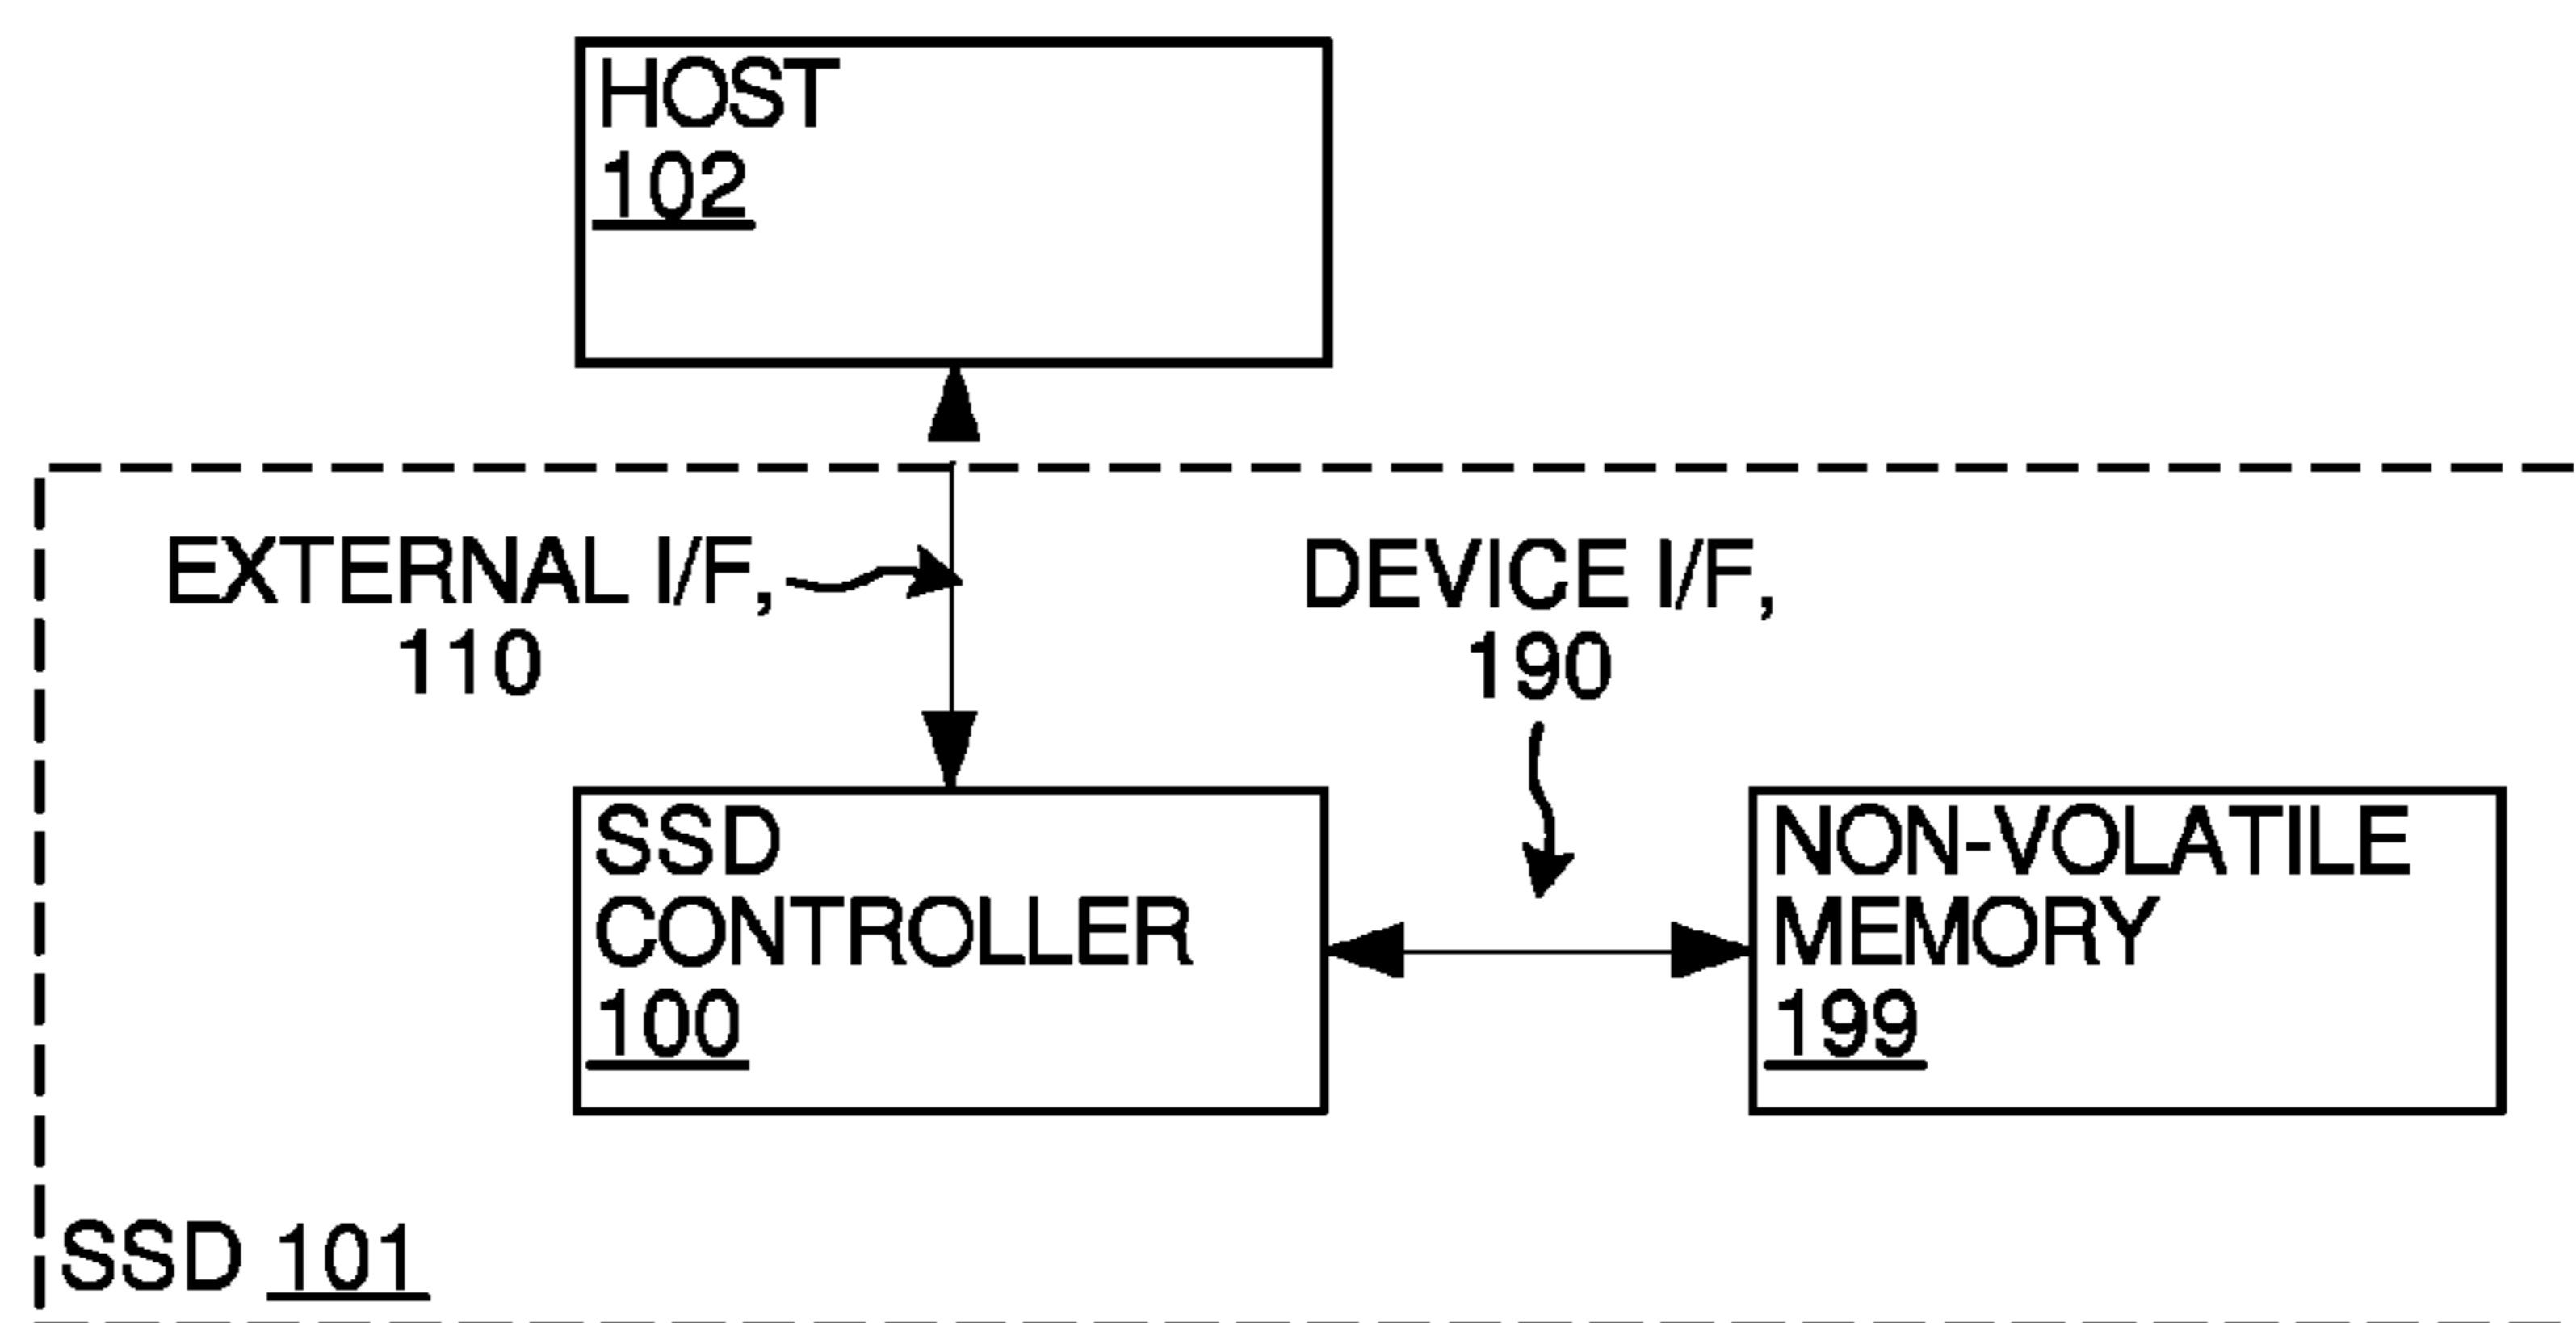 HOST
102
EXTERNAL I/F,
110
DEVICE I/F,
190
SSD
CONTROLLER
100
NON-VOLATILE
MEMORY
199
SSD 101